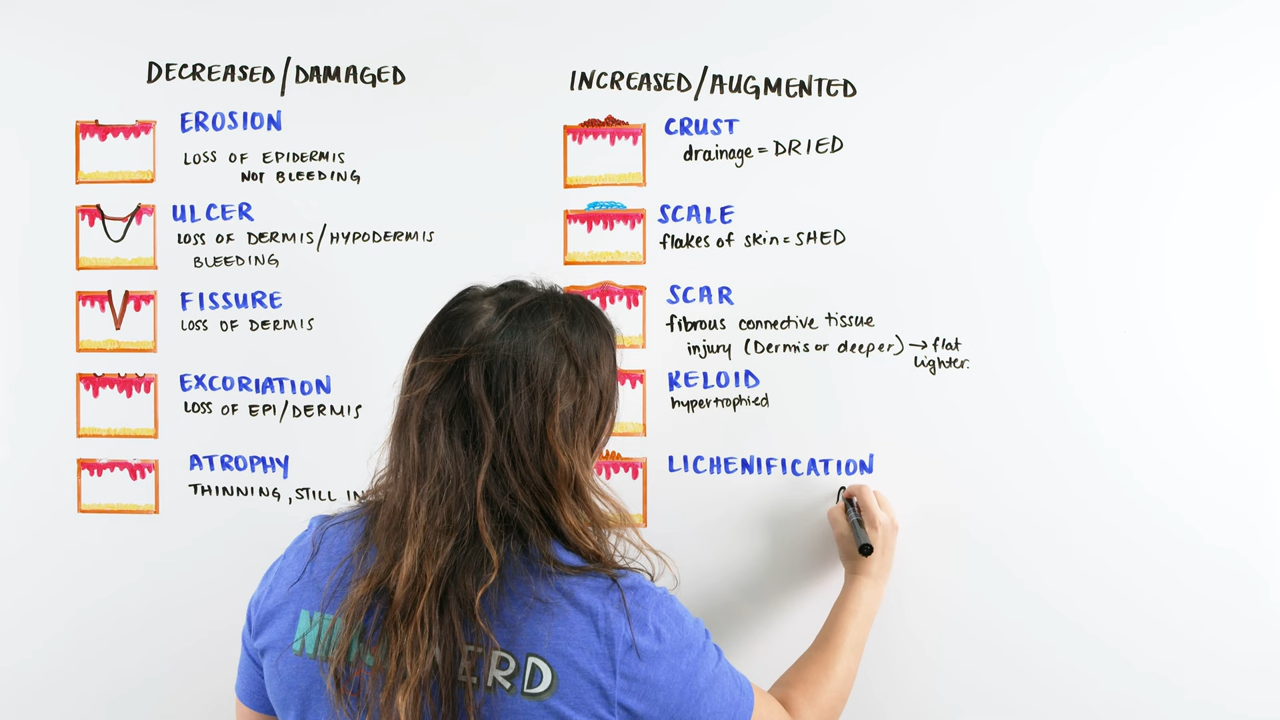 DECREASED/DAMAGED
EROSION
LOSS OF EPIDERMIS
NOT BLEEDING
ULCER
LOSS OF DERMIS/HYPODERMIS
BLEEDING
FISSURE
LOSS OF DERMIS
EXCORIATION
LOSS OF EPI/DERMIS
ATROPHY
THINNING, STILL
INCREASED/AUGMENTED
CRUST
drainage = DRIED
SCALE
flakes of skin = SHED
SCAR
fibrous connective tissue
injury (Dermis or deeper) → flat
lighter.
KELOID
hypertrophied
LICHENIFICATION